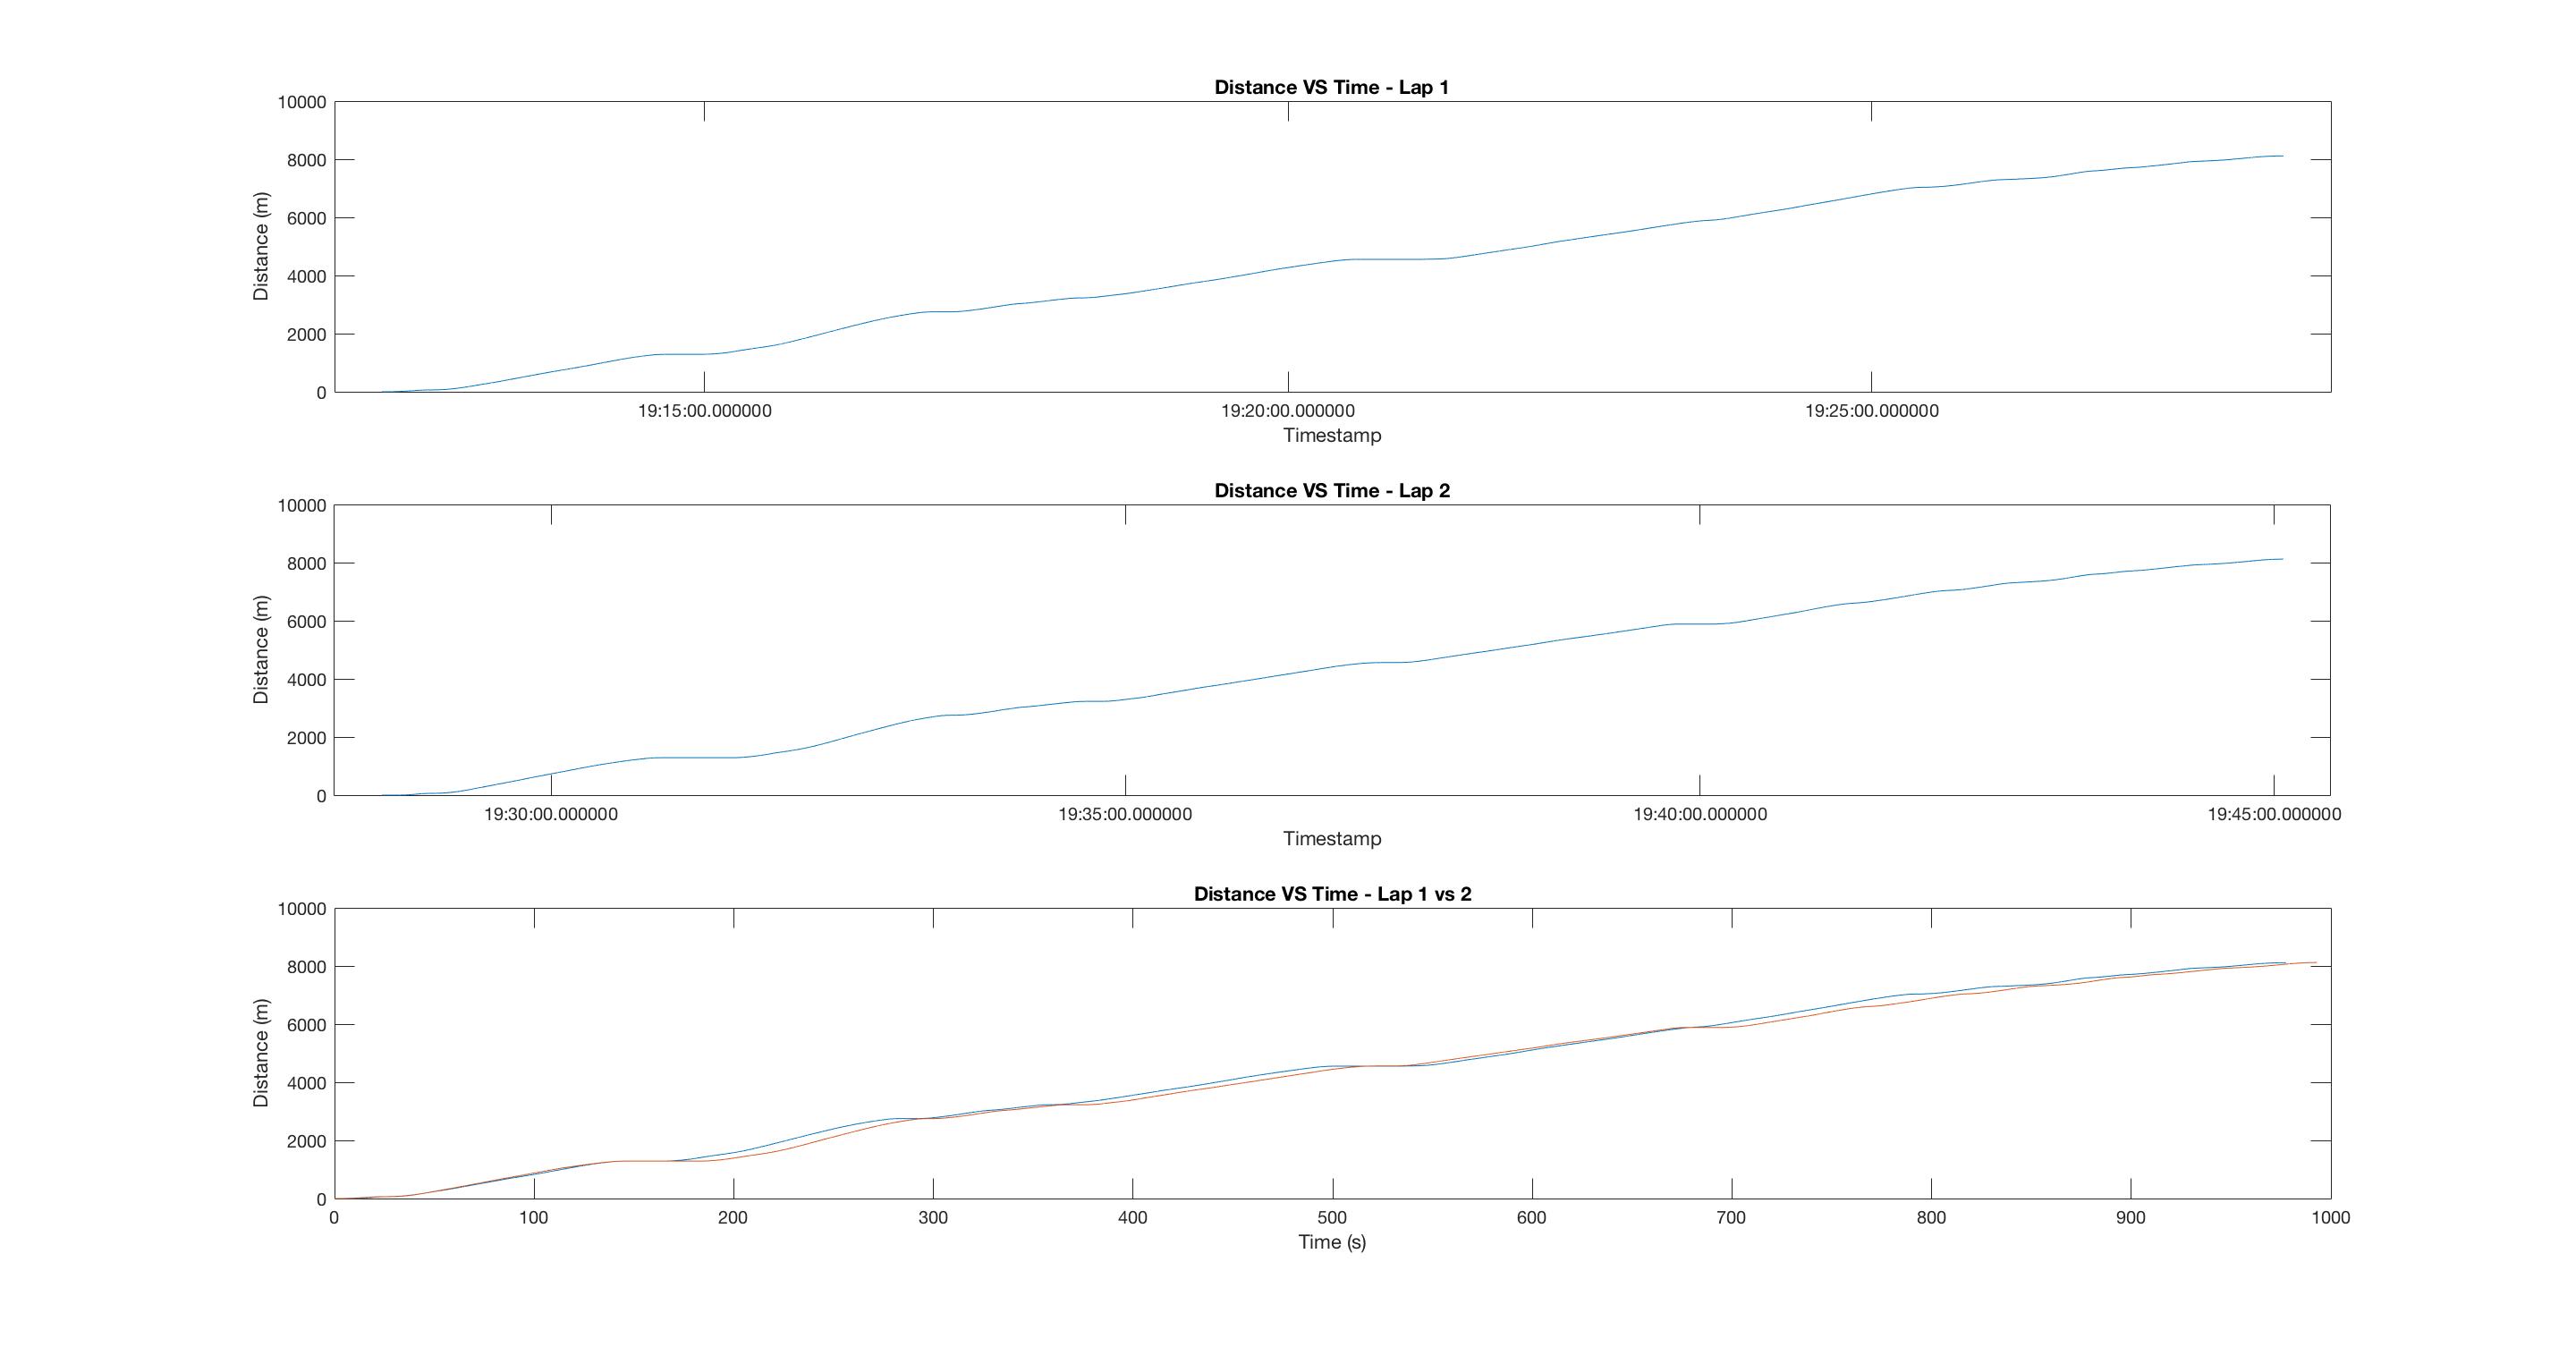 Distance VS Time - Lap 1
10000
8000
6000
4000
2000
0
Distance (m)
19:15:00.000000 19:20:00.000000 19:25:00.000000
Timestamp
Distance VS Time - Lap 2
10000
8000
6000
4000
2000
0
Distance (m)
19:30:00.000000 19:35:00.000000 19:40:00.000000 19:45:00.000000
Timestamp
Distance VS Time - Lap 1 vs 2
10000
8000
6000
4000
2000
0
Distance (m)
0 100 200 300 400 500 600 700 800 900 1000
Time (s)